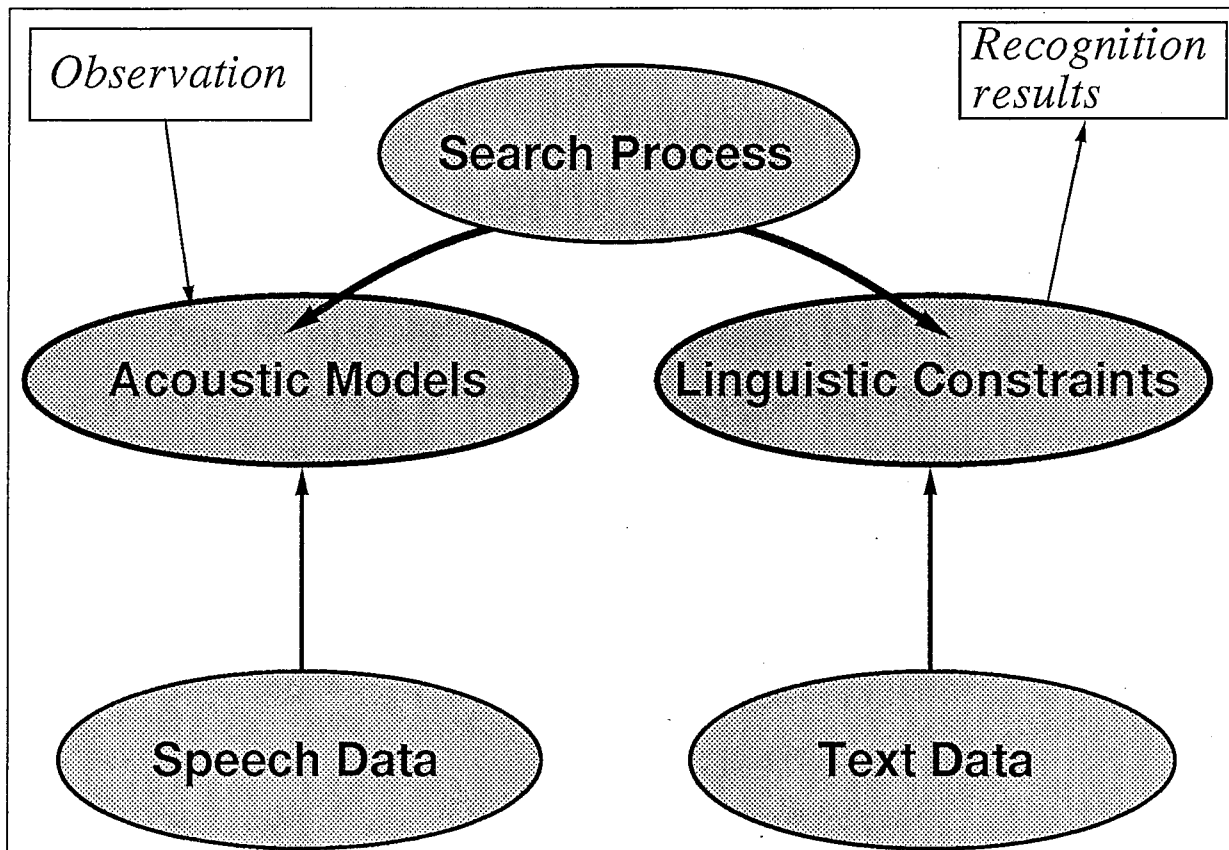 Observation
Recognition
results
Search Process
Acoustic Models
Linguistic Constraints
Speech Data
Text Data